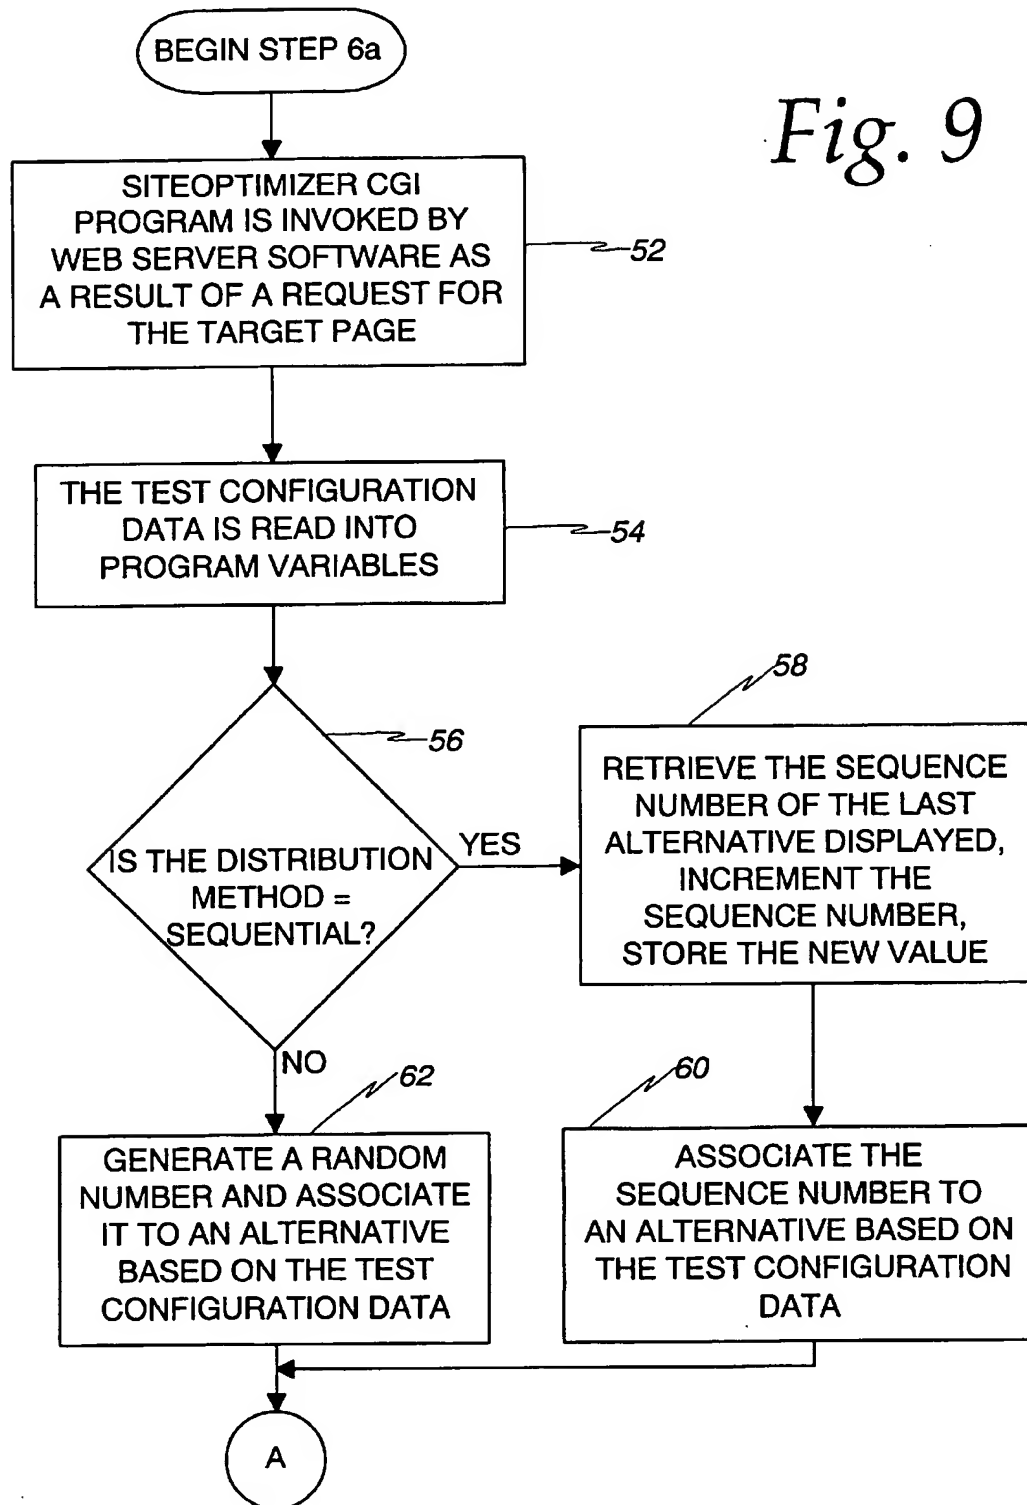 BEGIN STEP 6a
Fig. 9
SITEOPTIMIZER CGI
PROGRAM IS INVOKED BY
WEB SERVER SOFTWARE AS
A RESULT OF A REQUEST FOR
THE TARGET PAGE
52
THE TEST CONFIGURATION
DATA IS READ INTO
PROGRAM VARIABLES
54
56
IS THE DISTRIBUTION
METHOD =
SEQUENTIAL?
YES
58
RETRIEVE THE SEQUENCE
NUMBER OF THE LAST
ALTERNATIVE DISPLAYED,
INCREMENT THE
SEQUENCE NUMBER,
STORE THE NEW VALUE
NO
62
GENERATE A RANDOM
NUMBER AND ASSOCIATE
IT TO AN ALTERNATIVE
BASED ON THE TEST
CONFIGURATION DATA
60
ASSOCIATE THE
SEQUENCE NUMBER TO
AN ALTERNATIVE BASED ON
THE TEST CONFIGURATION
DATA
A